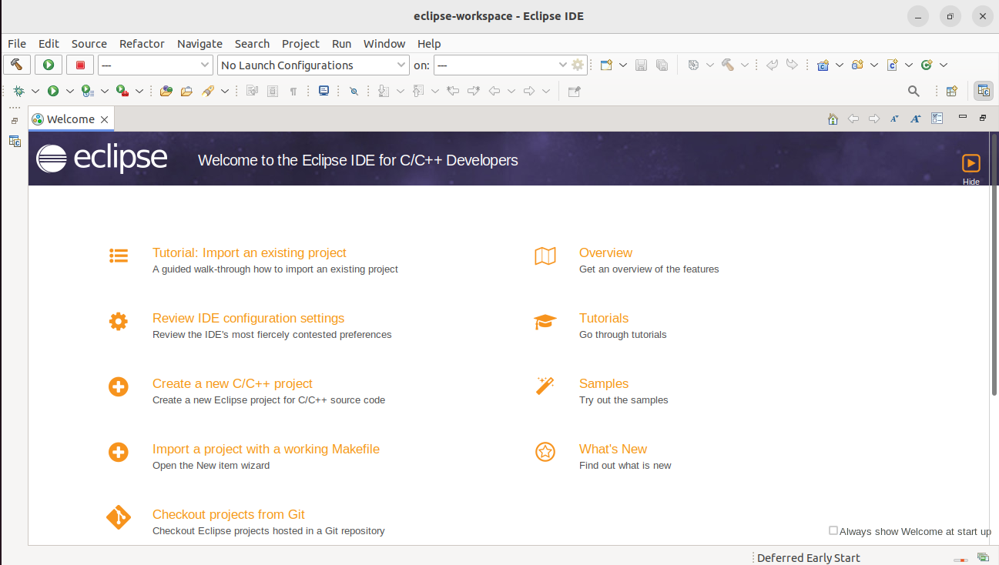 eclipse-workspace - Eclipse IDE
File Edit Source Refactor Navigate Search Project Run Window Help
--- No Launch Configurations on: ---
Welcome
eclipse Welcome to the Eclipse IDE for C/C++ Developers
Hide
Tutorial: Import an existing project
A guided walk-through how to import an existing project
Overview
Get an overview of the features
Review IDE configuration settings
Review the IDE's most fiercely contested preferences
Tutorials
Go through tutorials
Create a new C/C++ project
Create a new Eclipse project for C/C++ source code
Samples
Try out the samples
Import a project with a working Makefile
Open the New item wizard
What's New
Find out what is new
Checkout projects from Git
Checkout Eclipse projects hosted in a Git repository
Always show Welcome at start up
Deferred Early Start